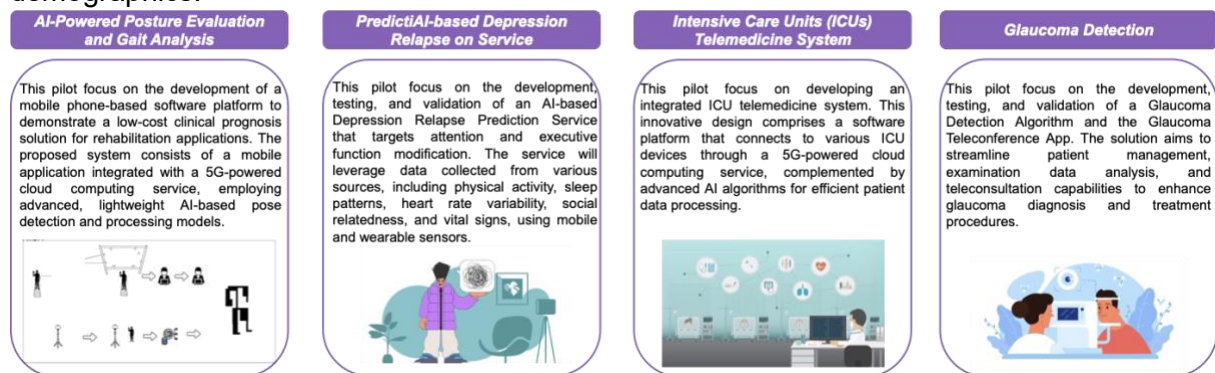 demographics.
AI-Powered Posture Evaluation
and Gait Analysis
This pilot focus on the development of a
mobile phone-based software platform to
demonstrate a low-cost clinical prognosis
solution for rehabilitation applications. The
proposed system consists of a mobile
application integrated with a 5G-powered
cloud computing service, employing
advanced, lightweight AI-based pose
detection and processing models.
PredictiAI-based Depression
Relapse on Service
This pilot focus on the development,
testing, and validation of an AI-based
Depression Relapse Prediction Service
that targets attention and executive
function modification. The service will
leverage data collected from various
sources, including physical activity, sleep
patterns, heart rate variability, social
relatedness, and vital signs, using mobile
and wearable sensors.
Intensive Care Units (ICUs)
Telemedicine System
This pilot focus on developing an
integrated ICU telemedicine system. This
innovative design comprises a software
platform that connects to various ICU
devices through a 5G-powered cloud
computing service, complemented by
advanced AI algorithms for efficient patient
data processing.
Glaucoma Detection
This pilot focus on the development,
testing, and validation of a Glaucoma
Detection Algorithm and the Glaucoma
Teleconference App. The solution aims to
streamline patient management,
examination data analysis, and
teleconsultation capabilities to enhance
glaucoma diagnosis and treatment
procedures.